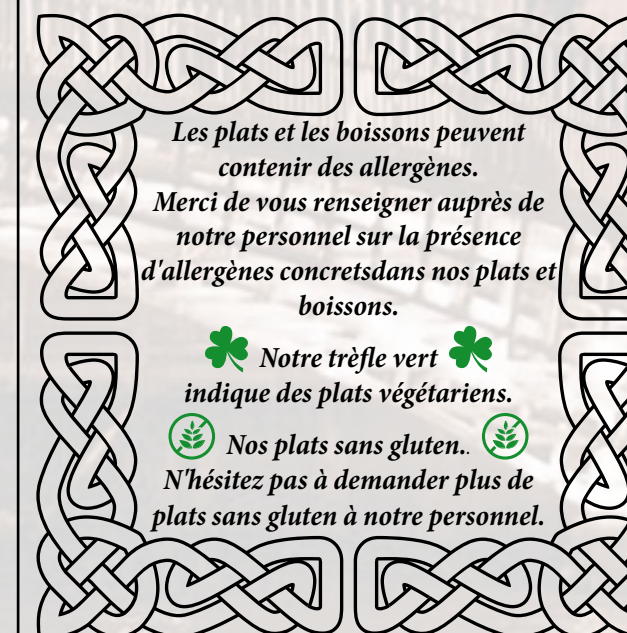 Les plats et les boissons peuvent
contenir des allergènes.
Merci de vous renseigner auprès de
notre personnel sur la présence
d'allergènes concretsdans nos plats et
boissons.
Notre trèfle vert
indique des plats végétariens.
Nos plats sans gluten..
N'hésitez pas à demander plus de
plats sans gluten à notre personnel.